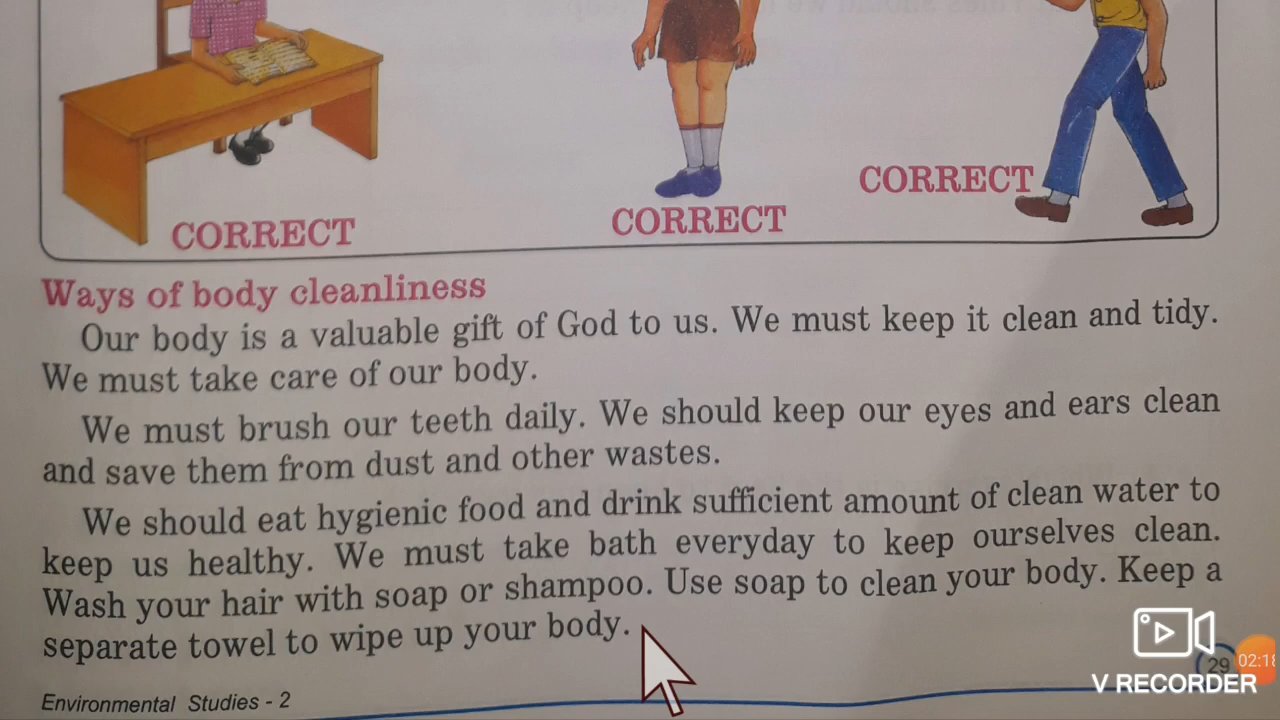 CORRECT
CORRECT
CORRECT
Ways of body cleanliness
Our body is a valuable gift of God to us. We must keep it clean and tidy.
We must take care of our body.
We must brush our teeth daily. We should keep our eyes and ears clean
and save them from dust and other wastes.
We should eat hygienic food and drink sufficient amount of clean water to
keep us healthy. We must take bath everyday to keep ourselves clean.
Wash your hair with soap or shampoo. Use soap to clean your body. Keep a
separate towel to wipe up your body.
Environmental Studies - 2
29
02:18
V RECORDER